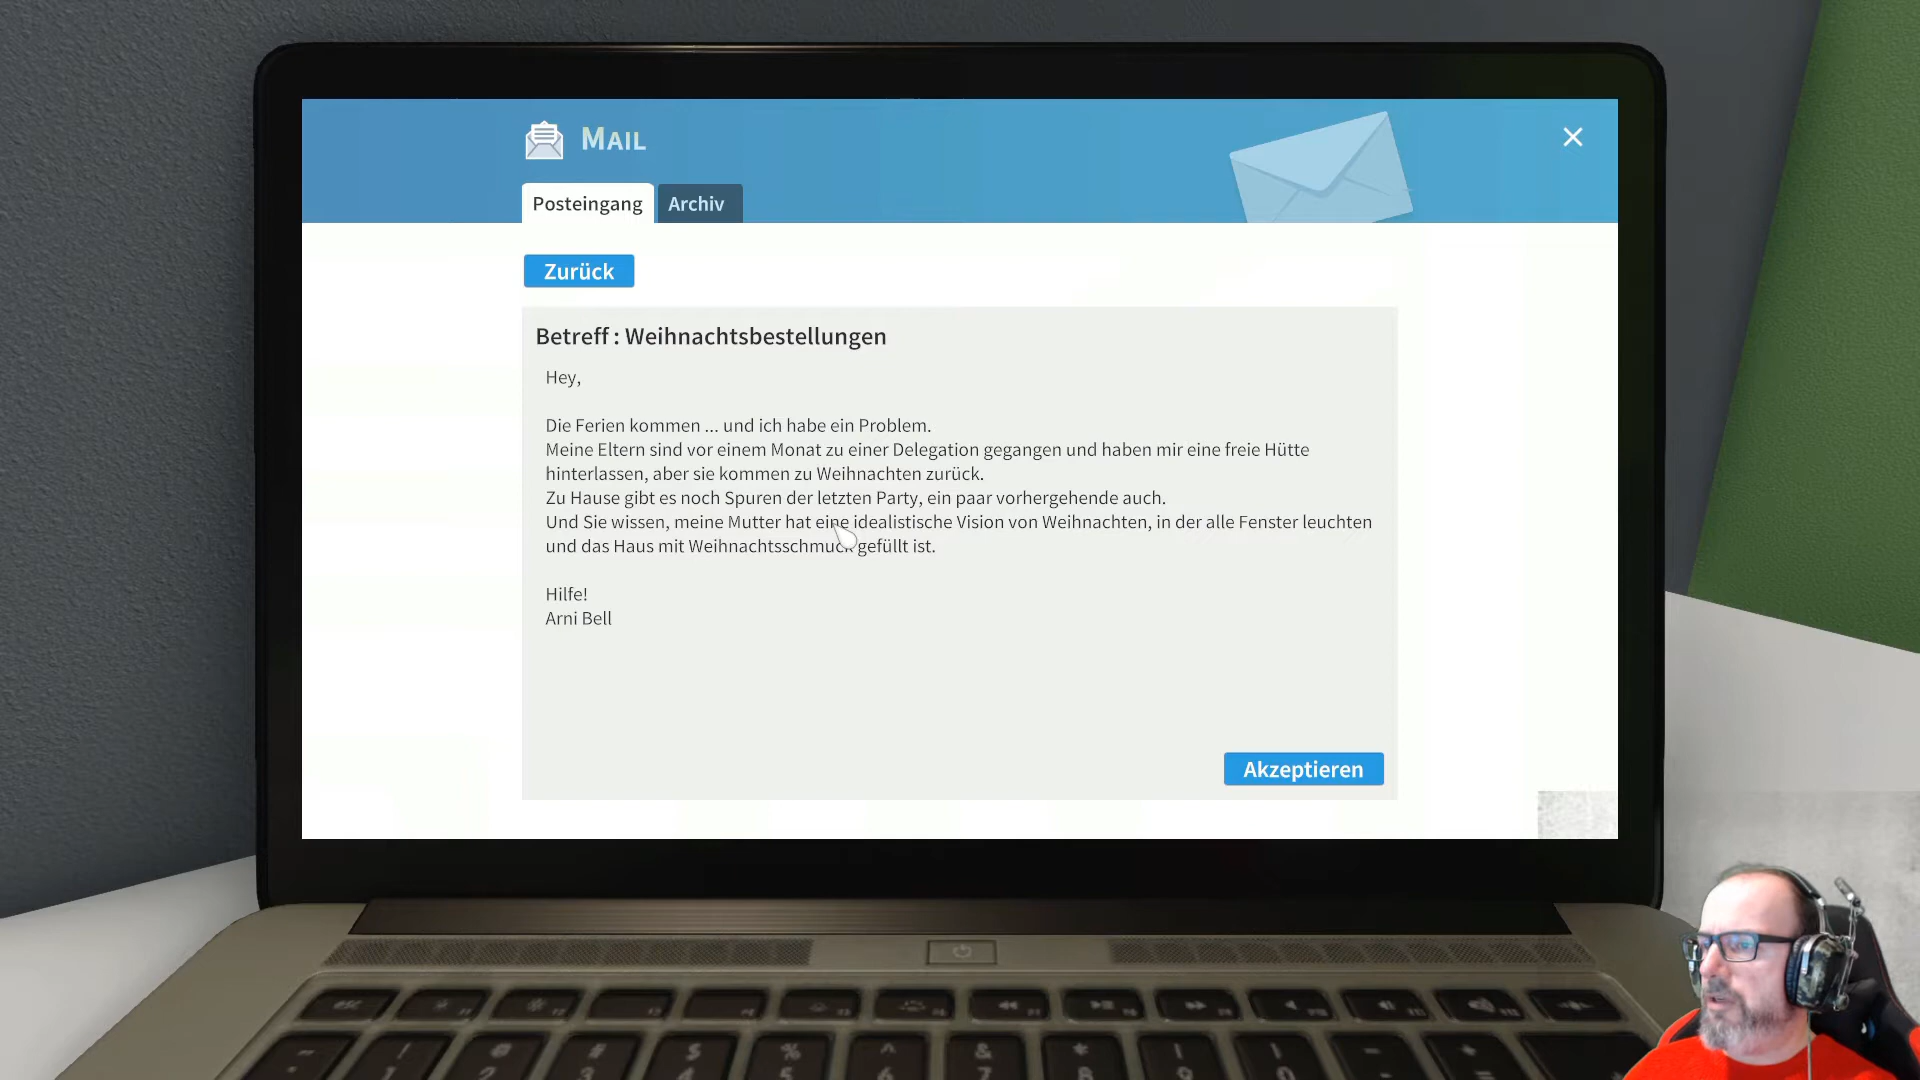 MAIL
Posteingang
Archiv
Zurück
Betreff : Weihnachtsbestellungen
Hey,
Die Ferien kommen ... und ich habe ein Problem.
Meine Eltern sind vor einem Monat zu einer Delegation gegangen und haben mir eine freie Hütte
hinterlassen, aber sie kommen zu Weihnachten zurück.
Zu Hause gibt es noch Spuren der letzten Party, ein paar vorhergehende auch.
Und Sie wissen, meine Mutter hat eine idealistische Vision von Weihnachten, in der alle Fenster leuchten
und das Haus mit Weihnachtsschmuck gefüllt ist.
Hilfe!
Arni Bell
Akzeptieren